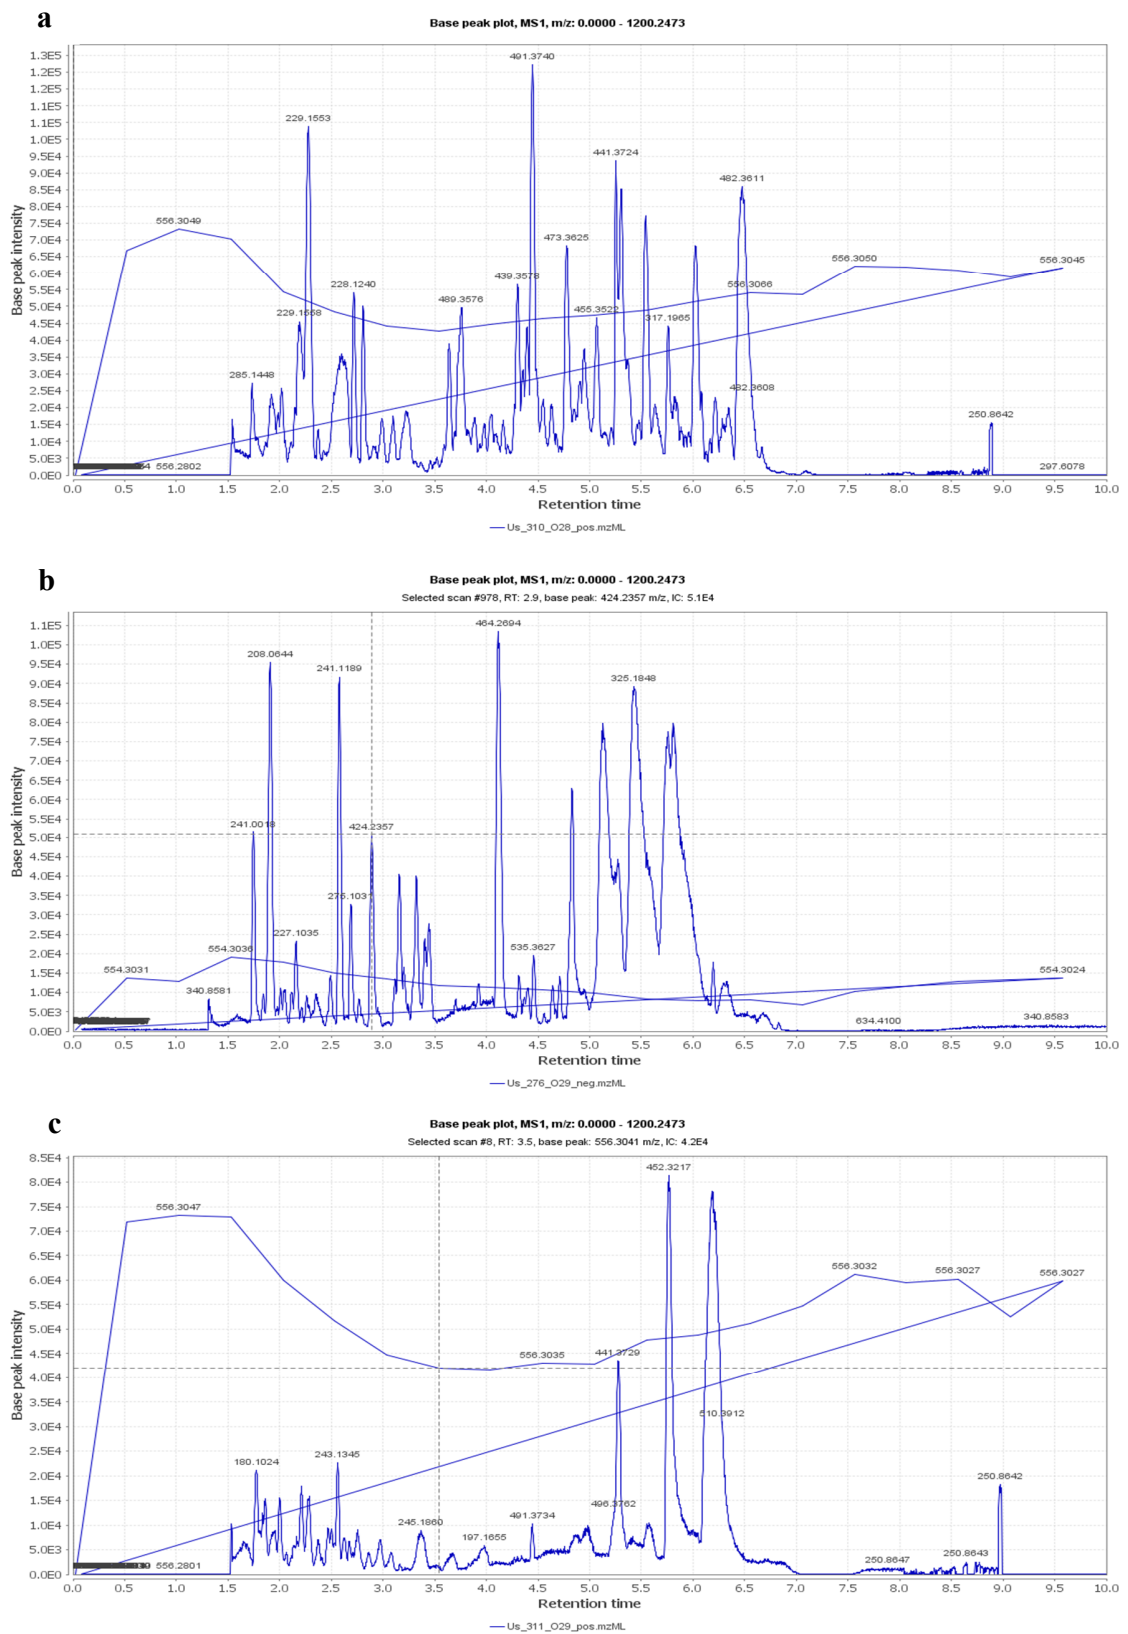 a
Base peak plot, MS1, m/z: 0.0000 - 1200.2473
1.3E5
1.2E5
1.2E5
1.1E5
1.1E5
1.0E5
9.5E4
9.0E4
8.5E4
8.0E4
7.5E4
7.0E4
6.5E4
6.0E4
5.5E4
5.0E4
4.5E4
4.0E4
3.5E4
3.0E4
2.5E4
2.0E4
1.5E4
1.0E4
5.0E3
0.0E0
Base peak intensity
491.3740
229.1553
441.3724
482.3611
556.3049
473.3625
556.3050
556.3045
439.3578
228.1240
489.3576
556.3066
229.1568
455.3522
317.1965
285.1448
482.3608
250.8642
556.2802
297.6078
0.0 0.5 1.0 1.5 2.0 2.5 3.0 3.5 4.0 4.5 5.0 5.5 6.0 6.5 7.0 7.5 8.0 8.5 9.0 9.5 10.0
Retention time
Us_310_O28_pos.mzML
b
Base peak plot, MS1, m/z: 0.0000 - 1200.2473
Selected scan #978, RT: 2.9, base peak: 424.2357 m/z, IC: 5.1E4
1.1E5
1.0E5
9.5E4
9.0E4
8.5E4
8.0E4
7.5E4
7.0E4
6.5E4
6.0E4
5.5E4
5.0E4
4.5E4
4.0E4
3.5E4
3.0E4
2.5E4
2.0E4
1.5E4
1.0E4
5.0E3
0.0E0
Base peak intensity
464.2694
208.0644
241.1189
325.1848
241.0018
424.2357
276.1031
227.1035
554.3036
535.3627
554.3031
554.3024
340.8581
634.4100
340.8583
0.0 0.5 1.0 1.5 2.0 2.5 3.0 3.5 4.0 4.5 5.0 5.5 6.0 6.5 7.0 7.5 8.0 8.5 9.0 9.5 10.0
Retention time
Us_276_O29_neg.mzML
c
Base peak plot, MS1, m/z: 0.0000 - 1200.2473
Selected scan #8, RT: 3.5, base peak: 556.3041 m/z, IC: 4.2E4
8.5E4
8.0E4
7.5E4
7.0E4
6.5E4
6.0E4
5.5E4
5.0E4
4.5E4
4.0E4
3.5E4
3.0E4
2.5E4
2.0E4
1.5E4
1.0E4
5.0E3
0.0E0
Base peak intensity
452.3217
556.3047
556.3032
556.3027
556.3027
556.3035
441.3729
510.3912
243.1345
180.1024
250.8642
496.3762
491.3734
245.1860
197.1655
250.8647
250.8643
556.2801
0.0 0.5 1.0 1.5 2.0 2.5 3.0 3.5 4.0 4.5 5.0 5.5 6.0 6.5 7.0 7.5 8.0 8.5 9.0 9.5 10.0
Retention time
Us_311_O29_pos.mzML